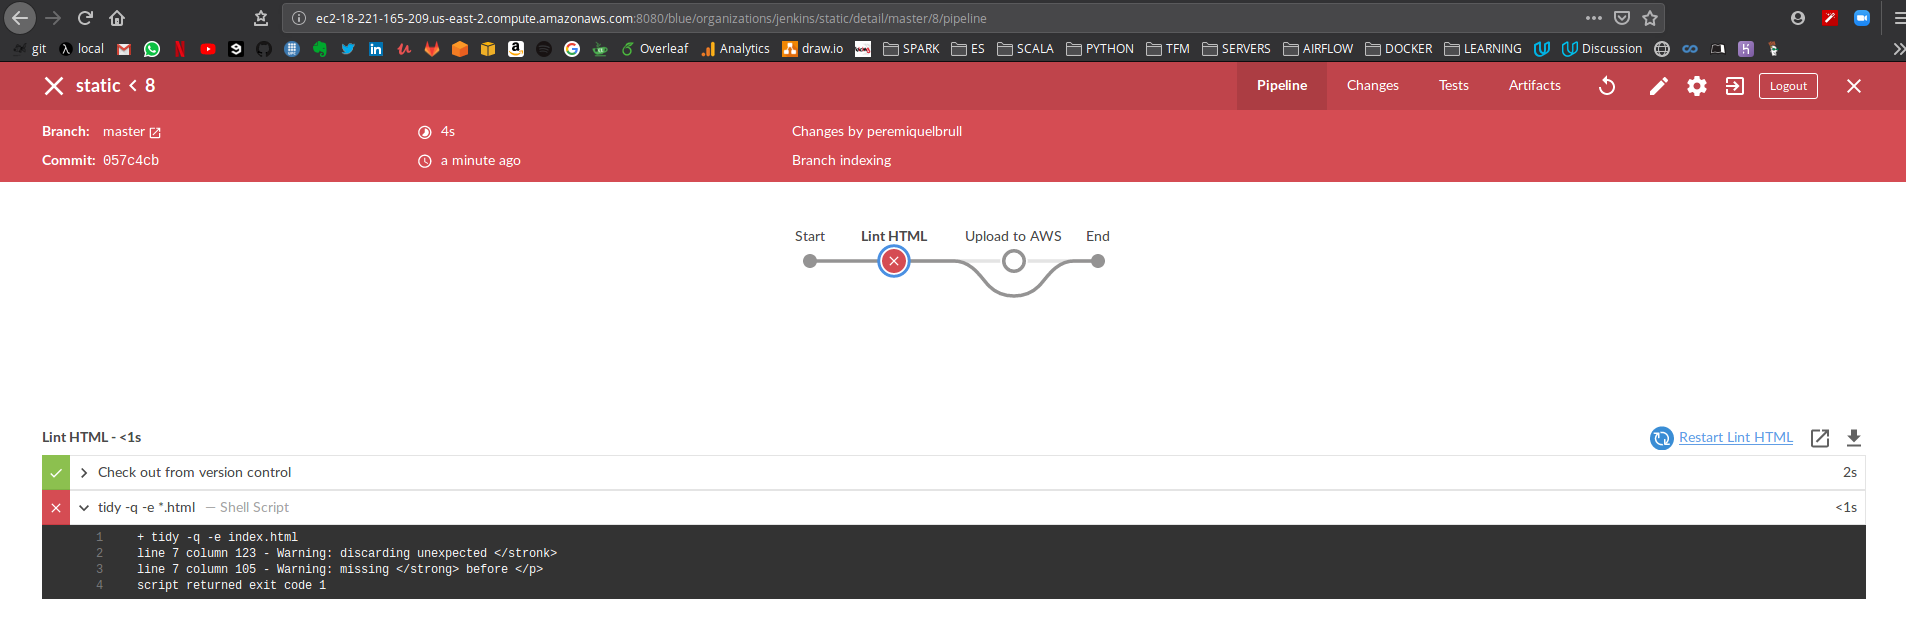 ec2-18-221-165-209.us-east-2.compute.amazonaws.com:8080/blue/organizations/jenkins/static/detail/master/8/pipeline
git local Overleaf Analytics draw.io SPARK ES SCALA PYTHON TFM SERVERS AIRFLOW DOCKER LEARNING Discussion
static < 8 Pipeline Changes Tests Artifacts Logout
Branch: master 4s Changes by peremiquelbrull
Commit: 057c4cb a minute ago Branch indexing
Start Lint HTML Upload to AWS End
Lint HTML - <1s Restart Lint HTML
Check out from version control 2s
tidy -q -e *.html — Shell Script <1s
1 + tidy -q -e index.html
2 line 7 column 123 - Warning: discarding unexpected </stronk>
3 line 7 column 105 - Warning: missing </strong> before </p>
4 script returned exit code 1